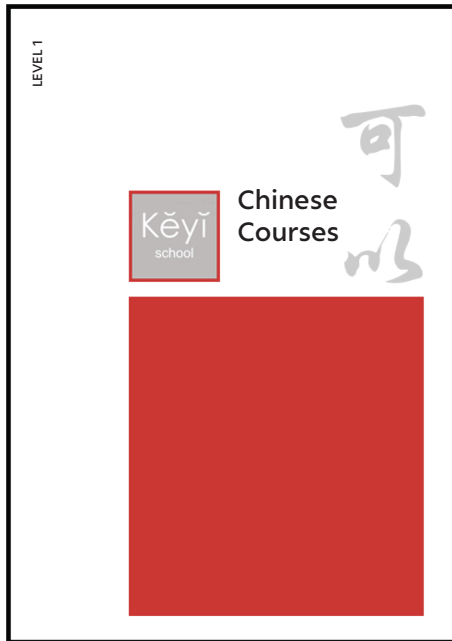 LEVEL 1
可
以
Chinese
Courses
Kěyǐ
school